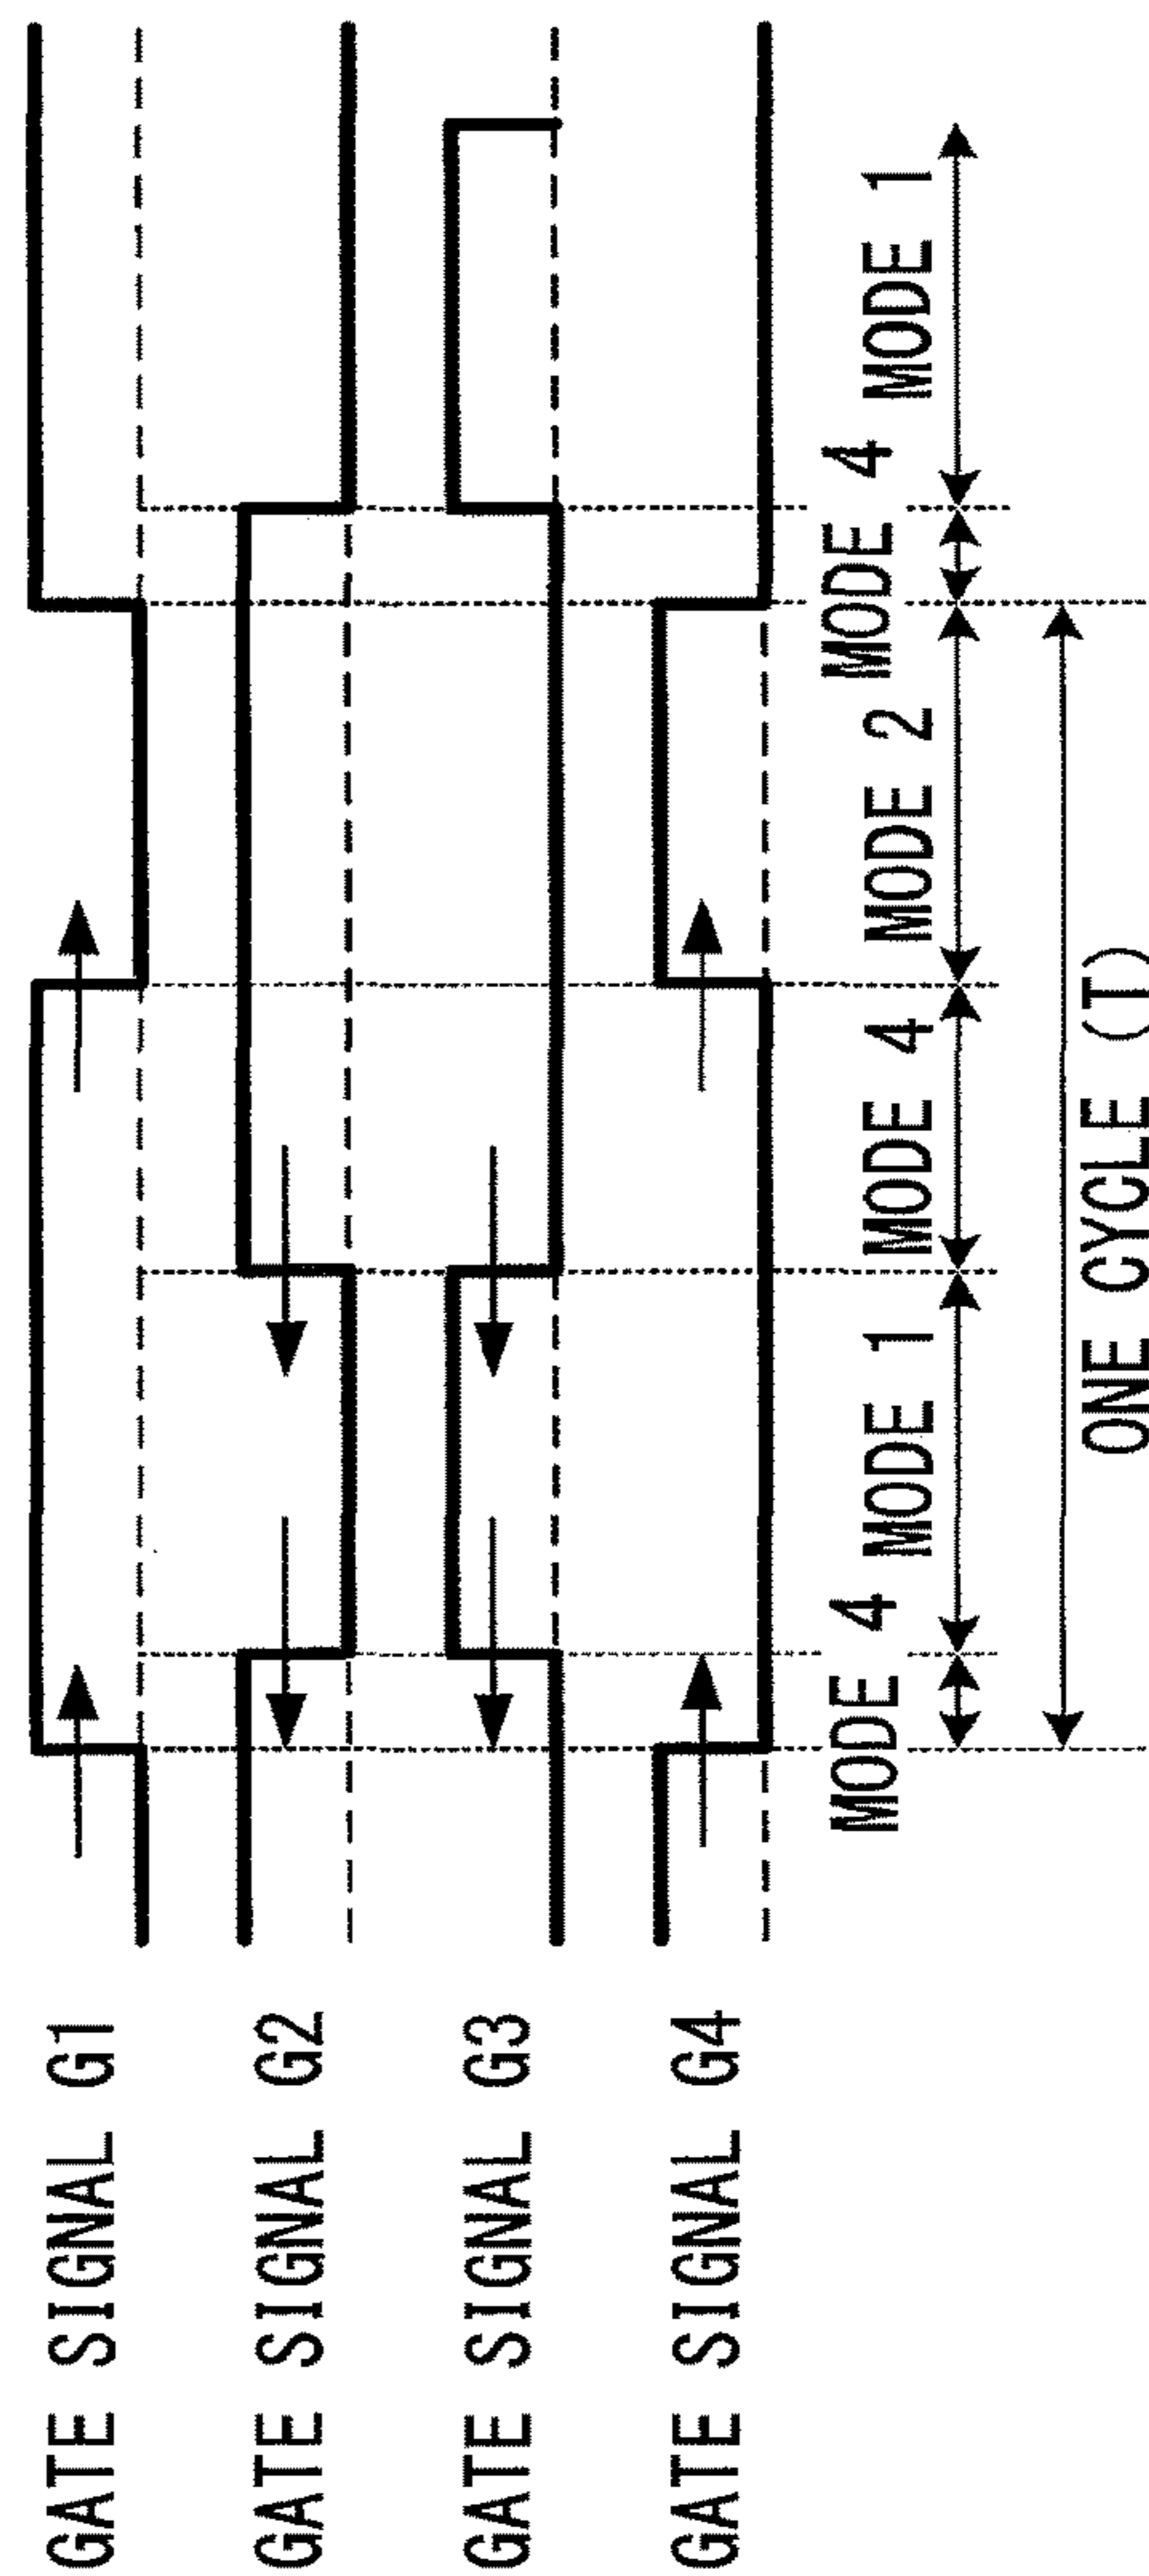 GATE SIGNAL G1
GATE SIGNAL G2
GATE SIGNAL G3
GATE SIGNAL G4
MODE 4
MODE 1
MODE 4
MODE 2
MODE 4
MODE 1
ONE CYCLE (T)